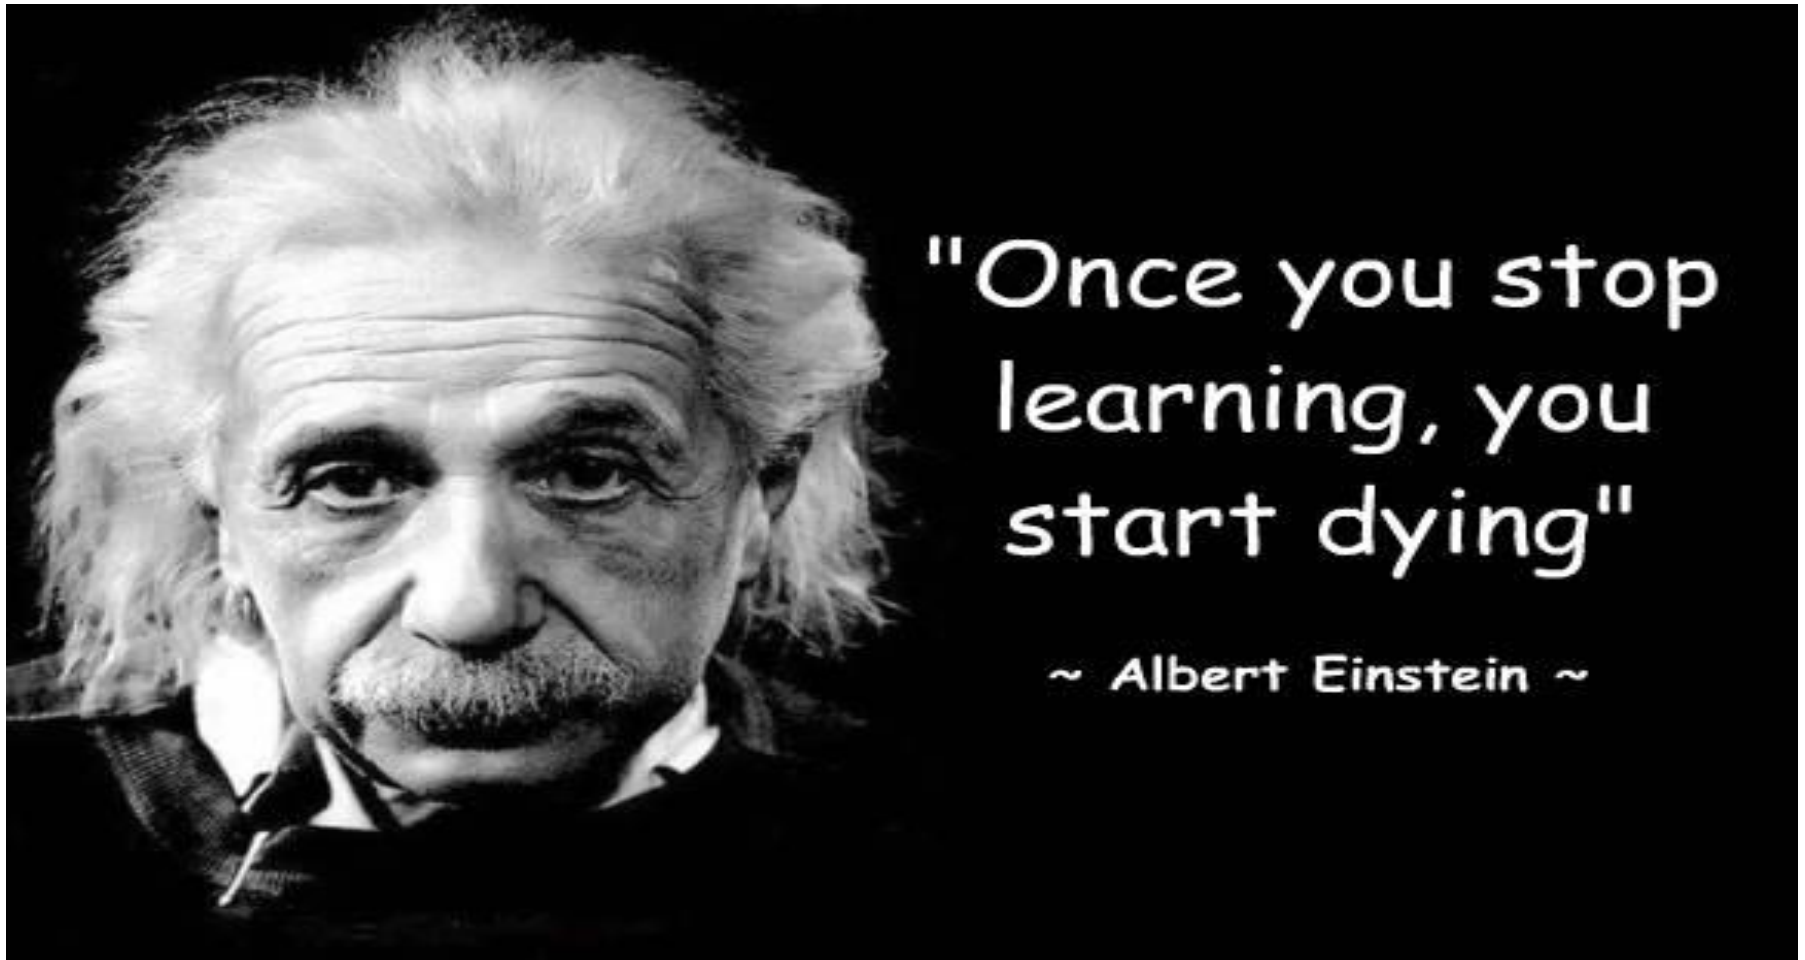 "Once you stop
learning, you
start dying"
~ Albert Einstein ~